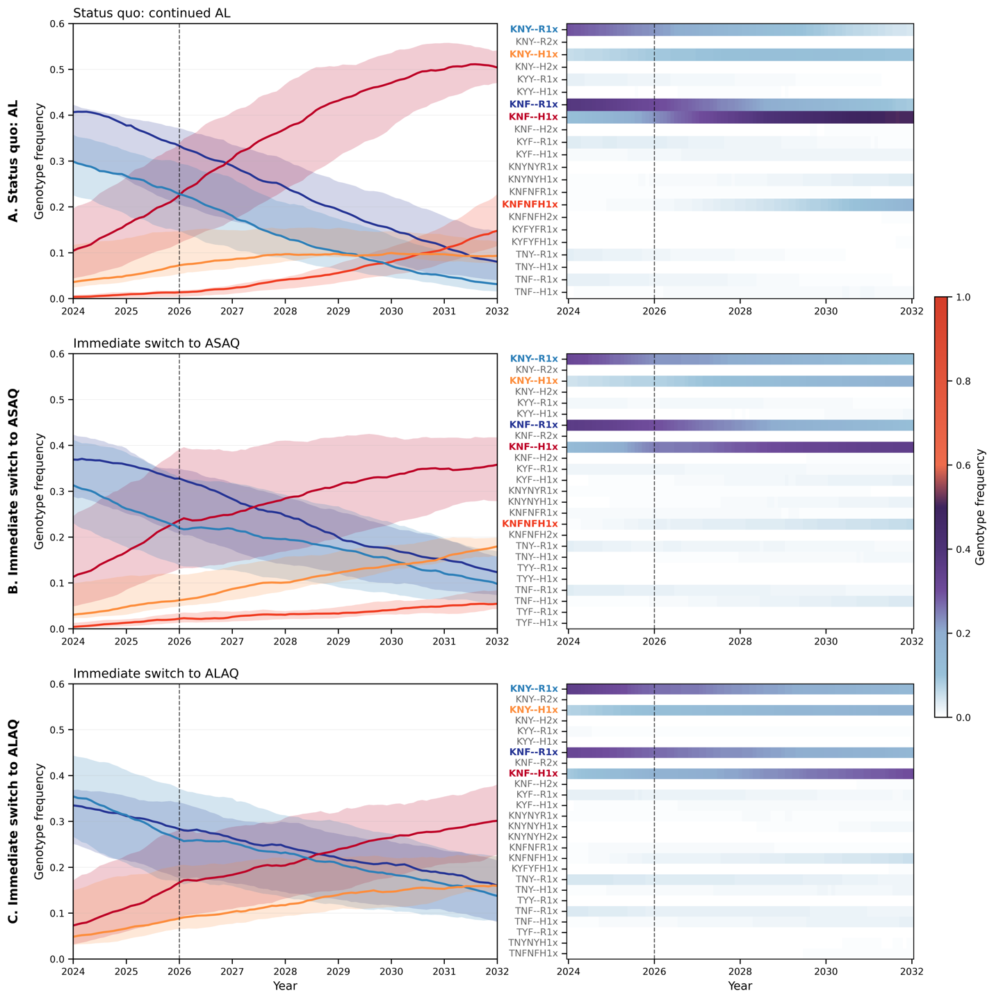 Status quo: continued AL
A. Status quo: AL
Genotype frequency
0.6
0.5
0.4
0.3
0.2
0.1
0.0
2024 2025 2026 2027 2028 2029 2030 2031 2032
KNY--R1x
KNY--R2x
KNY--H1x
KNY--H2x
KYY--R1x
KYY--H1x
KNF--R1x
KNF--H1x
KNF--H2x
KYF--R1x
KYF--H1x
KNYNYR1x
KNYNYH1x
KNFNFR1x
KNFNFH1x
KNFNFH2x
KYFYFR1x
KYFYFH1x
TNY--R1x
TNY--H1x
TNF--R1x
TNF--H1x
2024 2026 2028 2030 2032
Immediate switch to ASAQ
B. Immediate switch to ASAQ
Genotype frequency
0.6
0.5
0.4
0.3
0.2
0.1
0.0
2024 2025 2026 2027 2028 2029 2030 2031 2032
KNY--R1x
KNY--R2x
KNY--H1x
KNY--H2x
KYY--R1x
KYY--H1x
KNF--R1x
KNF--R2x
KNF--H1x
KNF--H2x
KYF--R1x
KYF--H1x
KNYNYR1x
KNYNYH1x
KNFNFR1x
KNFNFH1x
KNFNFH2x
TNY--R1x
TNY--H1x
TYY--R1x
TYY--H1x
TNF--R1x
TNF--H1x
TYF--R1x
TYF--H1x
2024 2026 2028 2030 2032
Immediate switch to ALAQ
C. Immediate switch to ALAQ
Genotype frequency
0.6
0.5
0.4
0.3
0.2
0.1
0.0
2024 2025 2026 2027 2028 2029 2030 2031 2032
Year
KNY--R1x
KNY--R2x
KNY--H1x
KNY--H2x
KYY--R1x
KYY--H1x
KNF--R1x
KNF--R2x
KNF--H1x
KNF--H2x
KYF--R1x
KYF--H1x
KNYNYR1x
KNYNYH1x
KNYNYH2x
KNFNFR1x
KNFNFH1x
KYFYFH1x
TNY--R1x
TNY--H1x
TYY--R1x
TNF--R1x
TNF--H1x
TYF--R1x
TNYNYH1x
TNFNFH1x
2024 2026 2028 2030 2032
Year
1.0
0.8
0.6
0.4
0.2
0.0
Genotype frequency